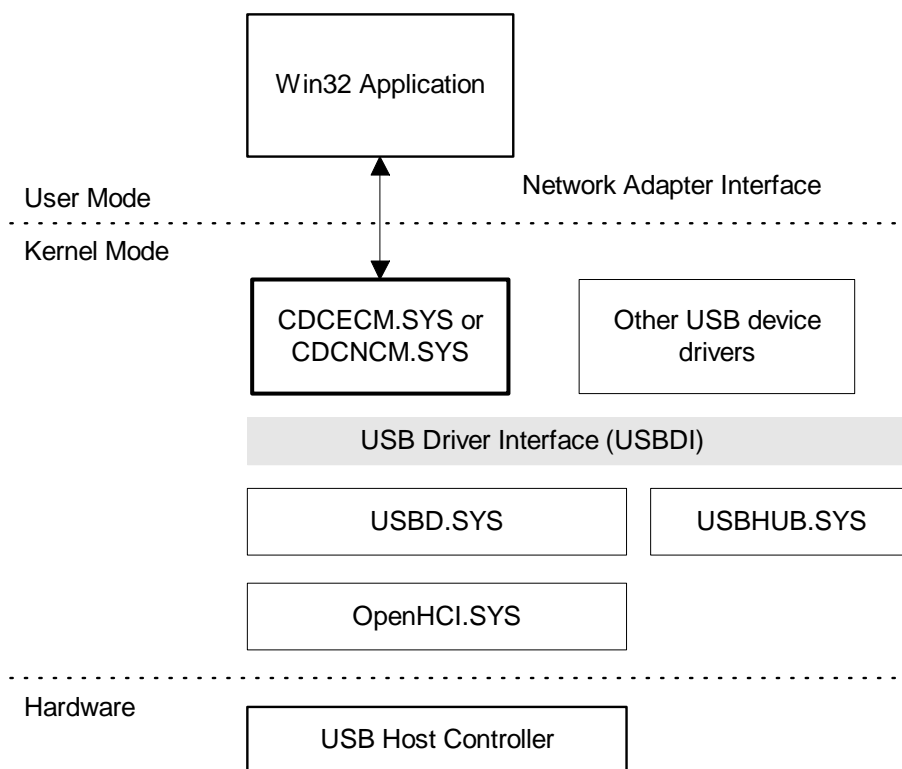 Win32 Application
Network Adapter Interface
User Mode
Kernel Mode
CDCECM.SYS or
CDCNCM.SYS
Other USB device
drivers
USB Driver Interface (USBDI)
USBD.SYS
USBHUB.SYS
OpenHCI.SYS
Hardware
USB Host Controller